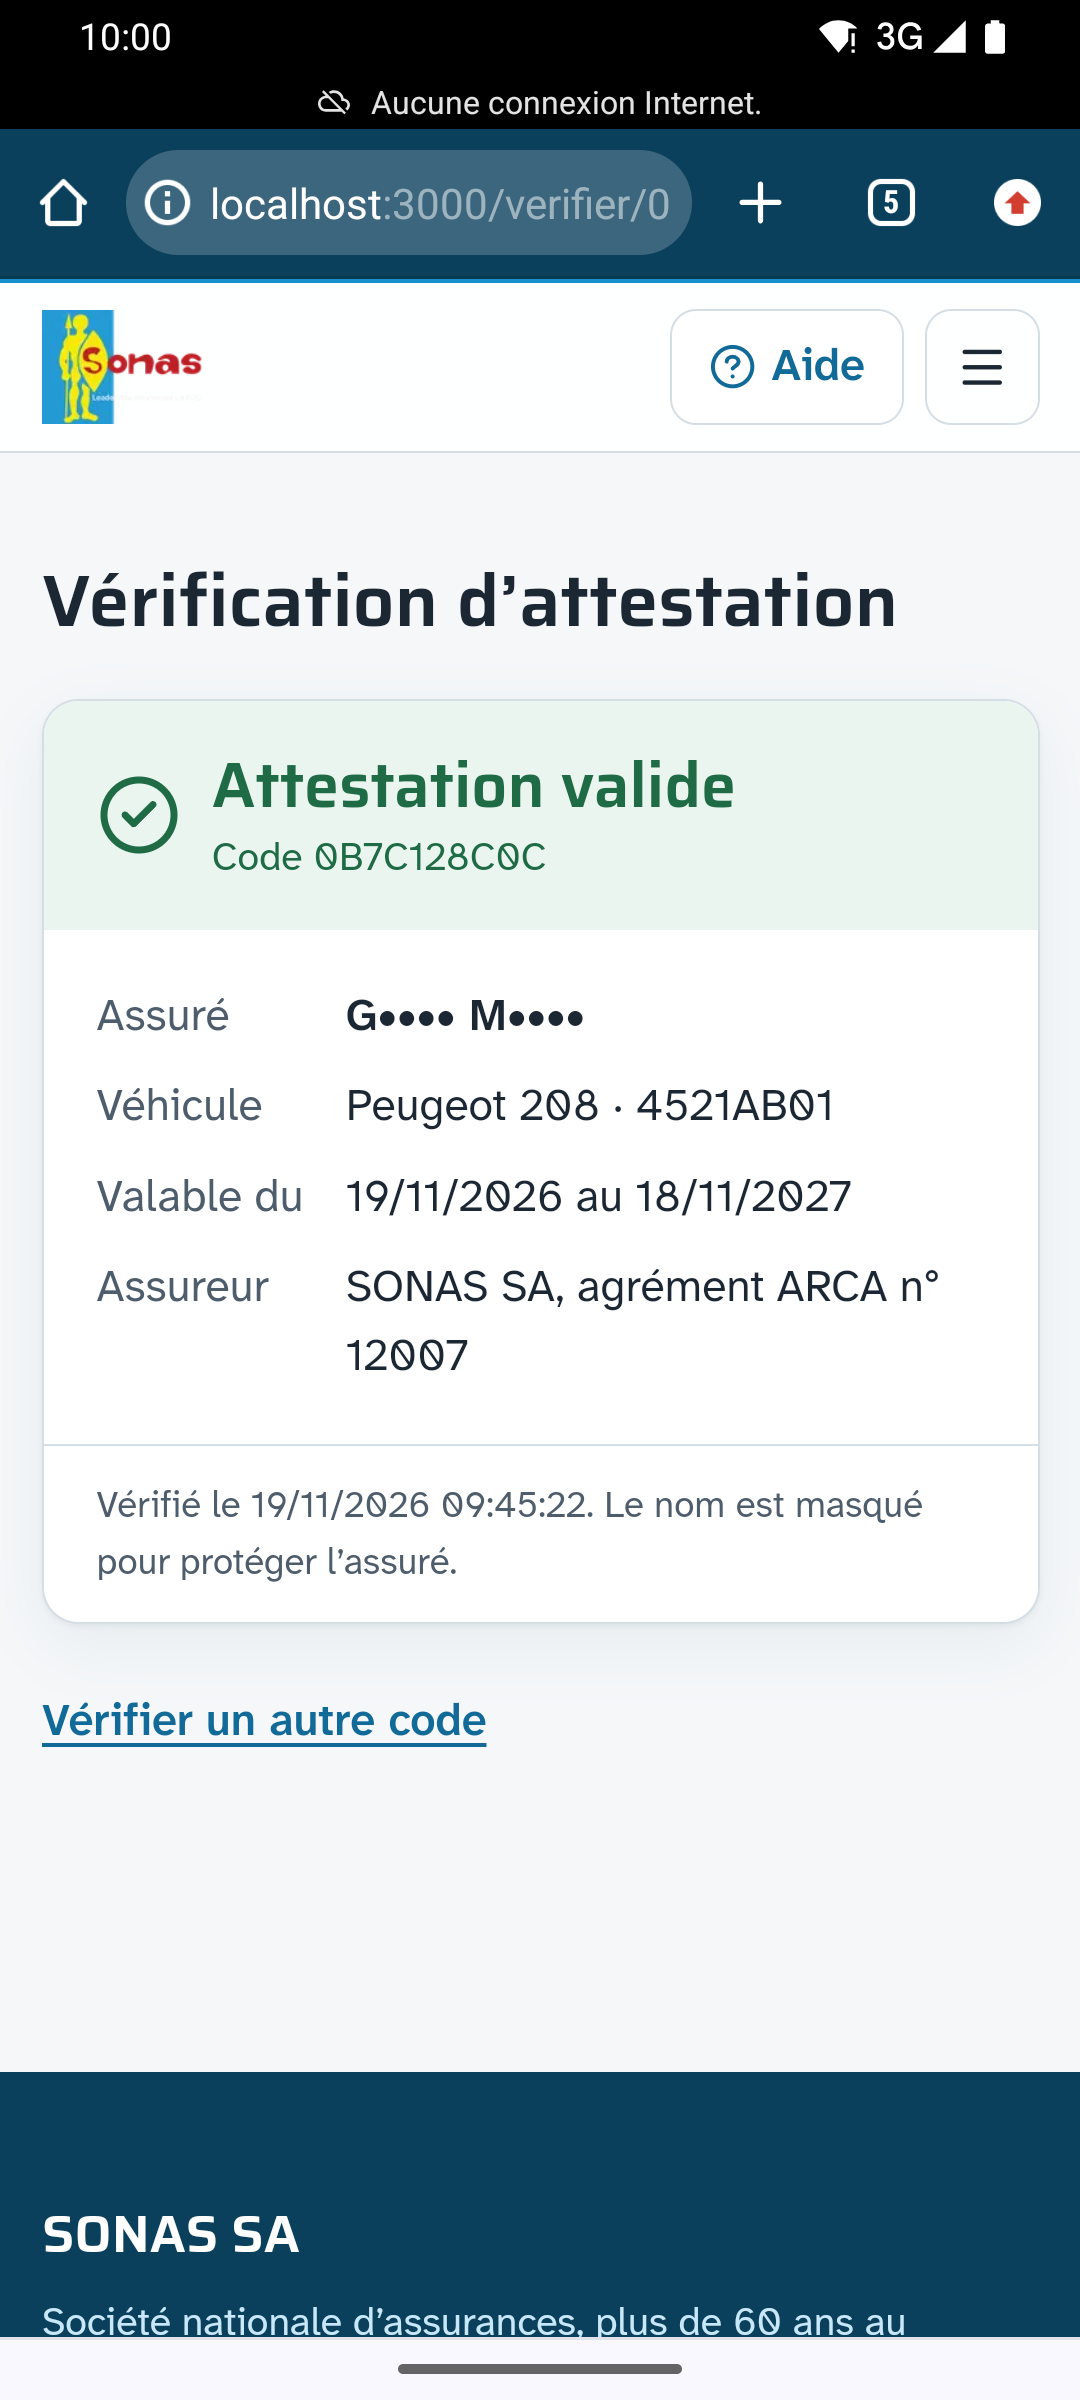 10:00
3G
Aucune connexion Internet.
localhost:3000/verifier/0
5
Sonas
Aide
Vérification d’attestation
Attestation valide
Code 0B7C128C0C
Assuré G•••• M••••
Véhicule Peugeot 208 · 4521AB01
Valable du 19/11/2026 au 18/11/2027
Assureur SONAS SA, agrément ARCA n°
12007
Vérifié le 19/11/2026 09:45:22. Le nom est masqué
pour protéger l’assuré.
Vérifier un autre code
SONAS SA
Société nationale d’assurances, plus de 60 ans au